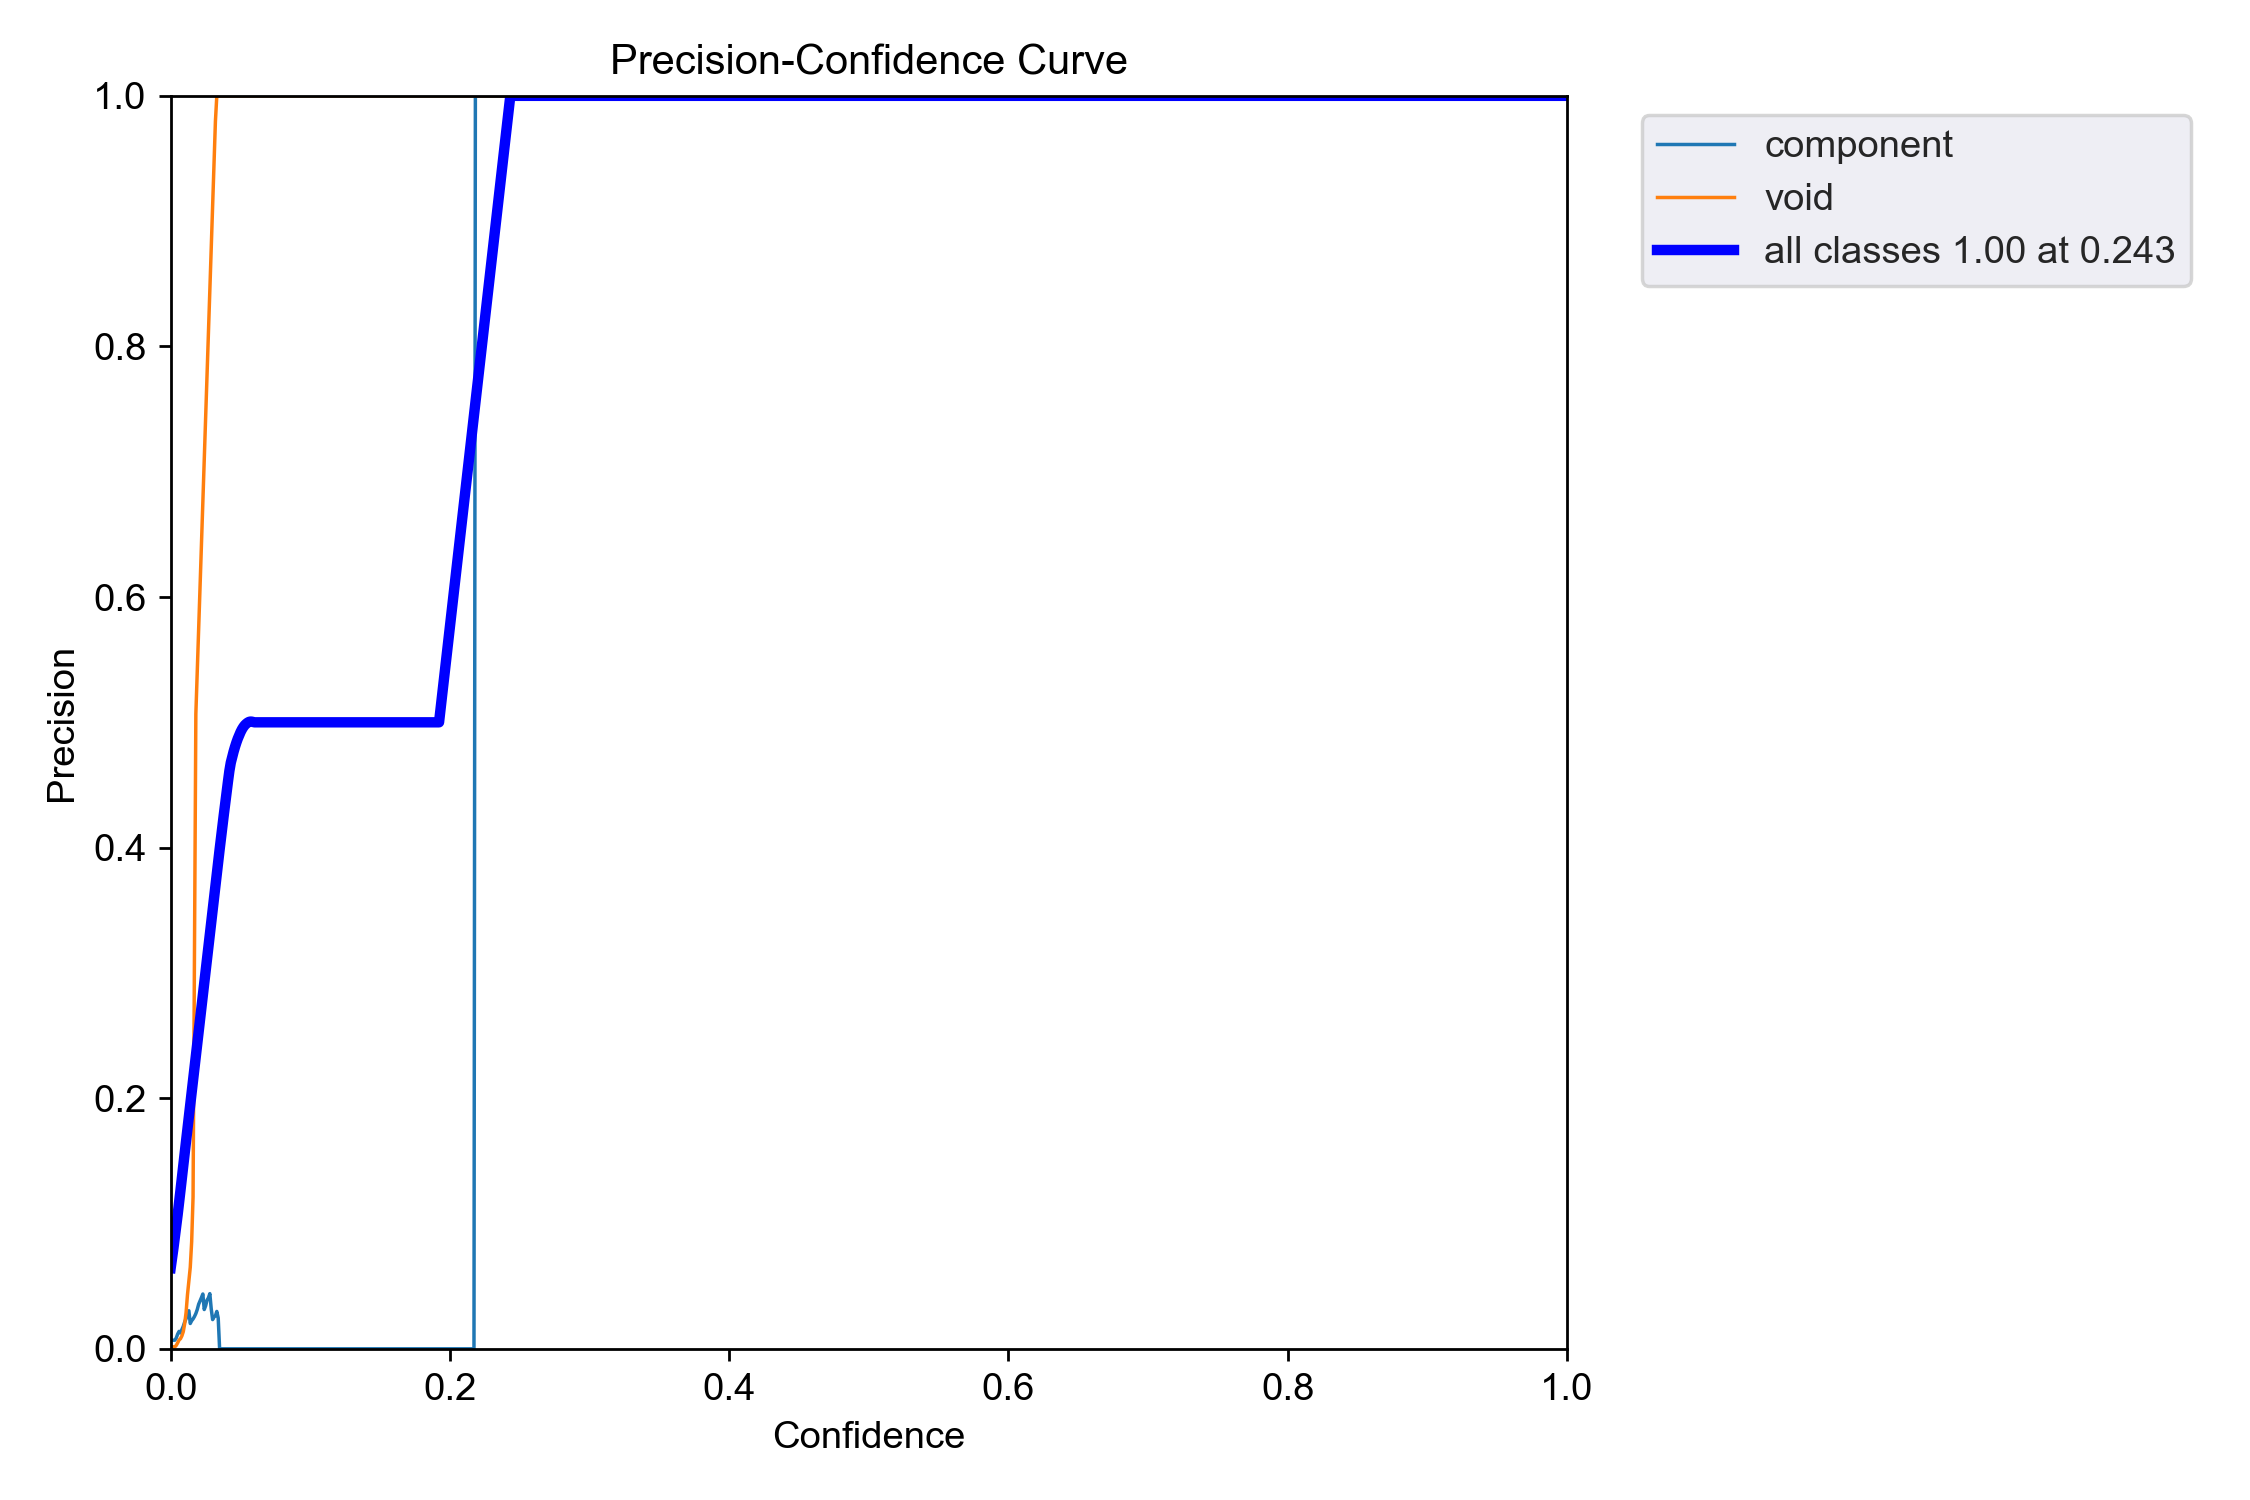 Precision-Confidence Curve
1.0
0.8
0.6
0.4
0.2
0.0
Precision
0.0 0.2 0.4 0.6 0.8 1.0
Confidence
component
void
all classes 1.00 at 0.243